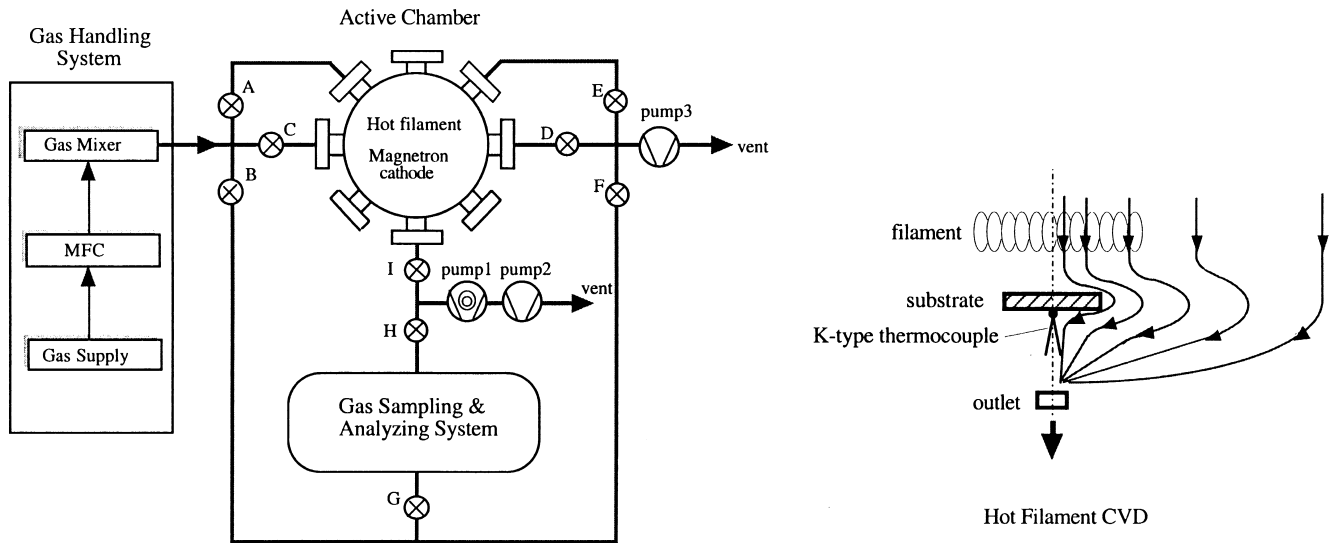 Active Chamber
Gas Handling
System
Gas Mixer
MFC
Gas Supply
A
C
B
Hot filament
Magnetron
cathode
D
E
F
pump3
vent
I
pump1
pump2
vent
H
Gas Sampling &
Analyzing System
G
filament
substrate
K-type thermocouple
outlet
Hot Filament CVD